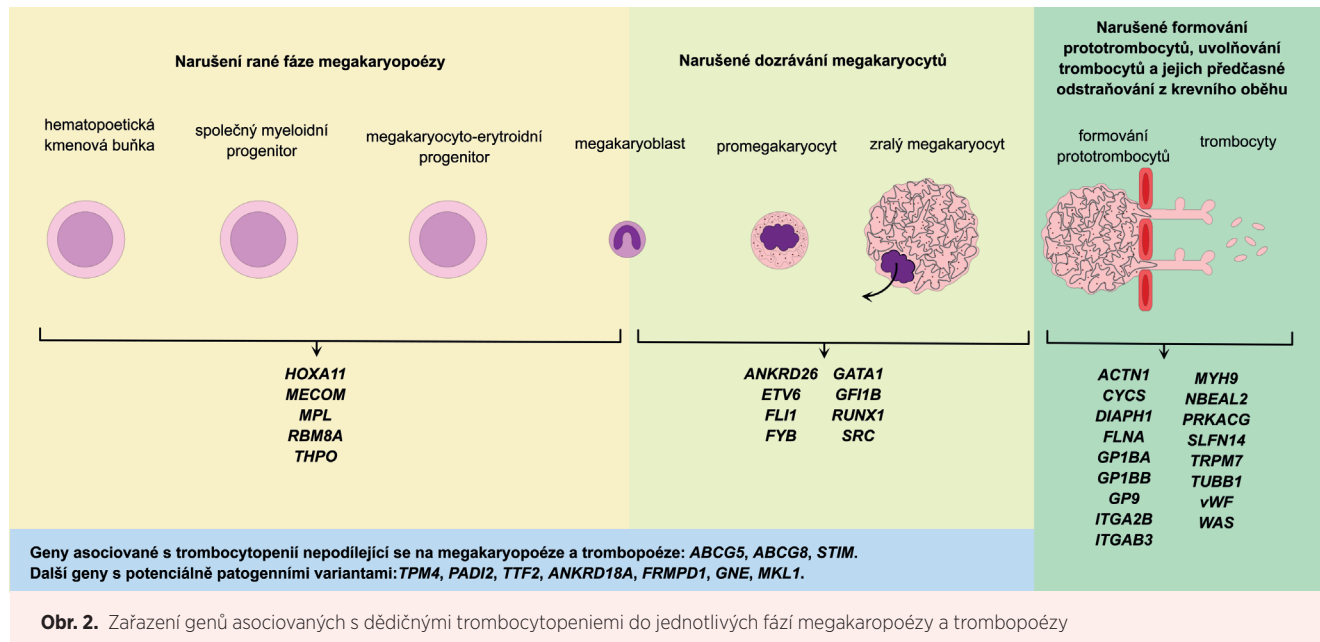 Narušení rané fáze megakaryopoézy
Narušené dozrávání megakaryocytů
Narušené formování
prototrombocytů, uvolňování
trombocytů a jejich předčasné
odstraňování z krevního oběhu
hematopoetická
kmenová buňka
společný myeloidní
progenitor
megakaryocyto-erytroidní
progenitor
megakaryoblast
promegakaryocyt
zralý megakaryocyt
formování
prototrombocytů
trombocyty
HOXA11
MECOM
MPL
RBM8A
THPO
ANKRD26
ETV6
FLI1
FYB
GATA1
GFI1B
RUNX1
SRC
ACTN1
CYCS
DIAPH1
FLNA
GP1BA
GP1BB
GP9
ITGA2B
ITGAB3
MYH9
NBEAL2
PRKACG
SLFN14
TRPM7
TUBB1
vWF
WAS
Geny asociované s trombocytopenií nepodílející se na megakaryopoéze a trombopoéze: ABCG5, ABCG8, STIM.
Další geny s potenciálně patogenními variantami:TPM4, PADI2, TTF2, ANKRD18A, FRMPD1, GNE, MKL1.
Obr. 2. Zařazení genů asociovaných s dědičnými trombocytopeniemi do jednotlivých fází megakaropoézy a trombopoézy